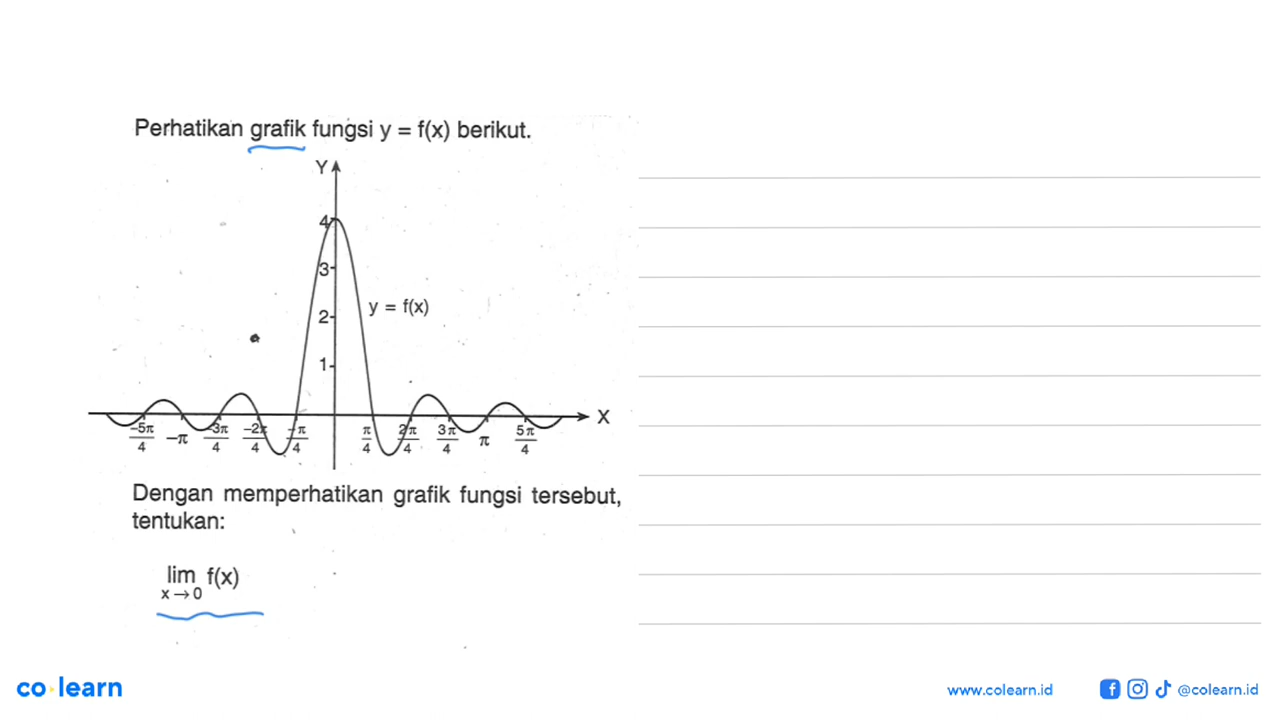 Perhatikan grafik fungsi y = f(x) berikut.
Y
4
3
y = f(x)
2
1
X
-5π/4 -π -3π/4 -2π/4 -π/4 π/4 2π/4 3π/4 π 5π/4
Dengan memperhatikan grafik fungsi tersebut,
tentukan:
lim f(x)
x→0
co·learn
www.colearn.id
@colearn.id